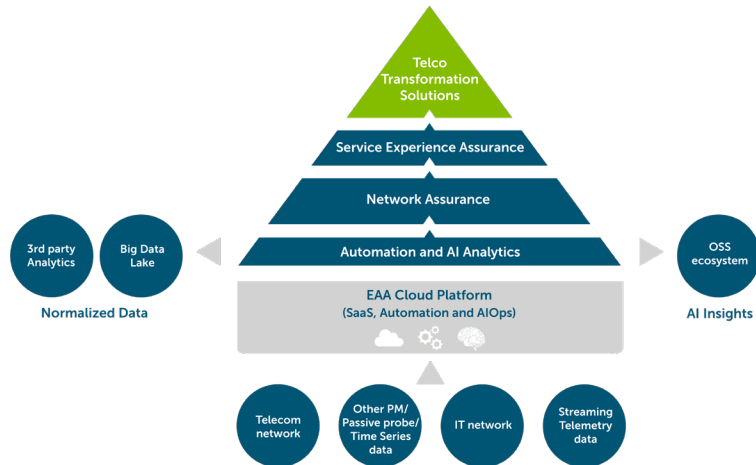 Telco
Transformation
Solutions
Service Experience Assurance
Network Assurance
Automation and AI Analytics
3rd party
Analytics
Big Data
Lake
Normalized Data
OSS
ecosystem
AI Insights
EAA Cloud Platform
(SaaS, Automation and AIOps)
Telecom
network
Other PM/
Passive probe/
Time Series
data
IT network
Streaming
Telemetry
data